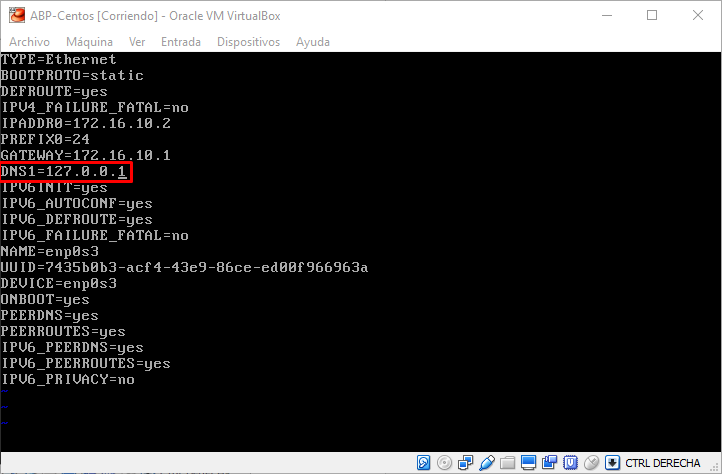 ABP-Centos [Corriendo] - Oracle VM VirtualBox
Archivo Máquina Ver Entrada Dispositivos Ayuda
TYPE=Ethernet
BOOTPROTO=static
DEFROUTE=yes
IPV4_FAILURE_FATAL=no
IPADDR0=172.16.10.2
PREFIX0=24
GATEWAY=172.16.10.1
DNS1=127.0.0.1
IPV6INIT=yes
IPV6_AUTOCONF=yes
IPV6_DEFROUTE=yes
IPV6_FAILURE_FATAL=no
NAME=enp0s3
UUID=7435b0b3-acf4-43e9-86ce-ed00f966963a
DEVICE=enp0s3
ONBOOT=yes
PEERDNS=yes
PEERROUTES=yes
IPV6_PEERDNS=yes
IPV6_PEERROUTES=yes
IPV6_PRIVACY=no
~
~
~
CTRL DERECHA